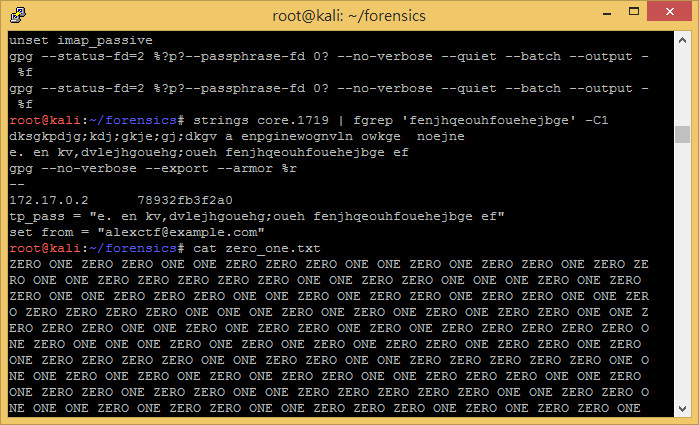 root@kali: ~/forensics
unset imap_passive
gpg --status-fd=2 %?p?--passphrase-fd 0? --no-verbose --quiet --batch --output -
 %f
gpg --status-fd=2 %?p?--passphrase-fd 0? --no-verbose --quiet --batch --output -
 %f
root@kali:~/forensics# strings core.1719 | fgrep 'fenjhqeouhfouehejbge' -C1
dksgkpdjg;kdj;gkje;gj;dkgv a enpginewognvln owkge  noejne
e. en kv,dvlejhgouehg;oueh fenjhqeouhfouehejbge ef
gpg --no-verbose --export --armor %r
--
172.17.0.2      78932fb3f2a0
tp_pass = "e. en kv,dvlejhgouehg;oueh fenjhqeouhfouehejbge ef"
set from = "alexctf@example.com"
root@kali:~/forensics# cat zero_one.txt
ZERO ONE ZERO ZERO ONE ONE ZERO ZERO ZERO ONE ONE ZERO ONE ZERO ZERO ONE ZERO ZE
RO ONE ONE ZERO ZERO ZERO ONE ONE ZERO ONE ONE ZERO ZERO ONE ONE ZERO ONE ZERO
ZERO ZERO ZERO ONE ZERO ONE ZERO ONE ZERO ZERO ZERO ONE ZERO ZERO ONE ONE ZER
O ZERO ZERO ONE ZERO ONE ZERO ONE ZERO ONE ZERO ZERO ZERO ZERO ONE ONE ONE Z
ERO ZERO ZERO ONE ONE ZERO ONE ONE ZERO ZERO ONE ZERO ZERO ZERO ZERO ZERO O
NE ZERO ONE ONE ONE ZERO ZERO ONE ZERO ONE ZERO ONE ZERO ONE ZERO ZERO ZERO
ONE ZERO ZERO ZERO ZERO ONE ONE ZERO ZERO ZERO ZERO ZERO ZERO ZERO ONE ONE O
NE ONE ZERO ONE ZERO ONE ZERO ONE ZERO ZERO ZERO ZERO ONE ONE ZERO ONE ZERO
ONE ZERO ZERO ONE ZERO ZERO ZERO ONE ZERO ONE ZERO ONE ZERO ONE ZERO ZERO O
NE ONE ONE ONE ZERO ZERO ZERO ONE ZERO ZERO ZERO ONE ZERO ZERO ZERO ZERO ONE